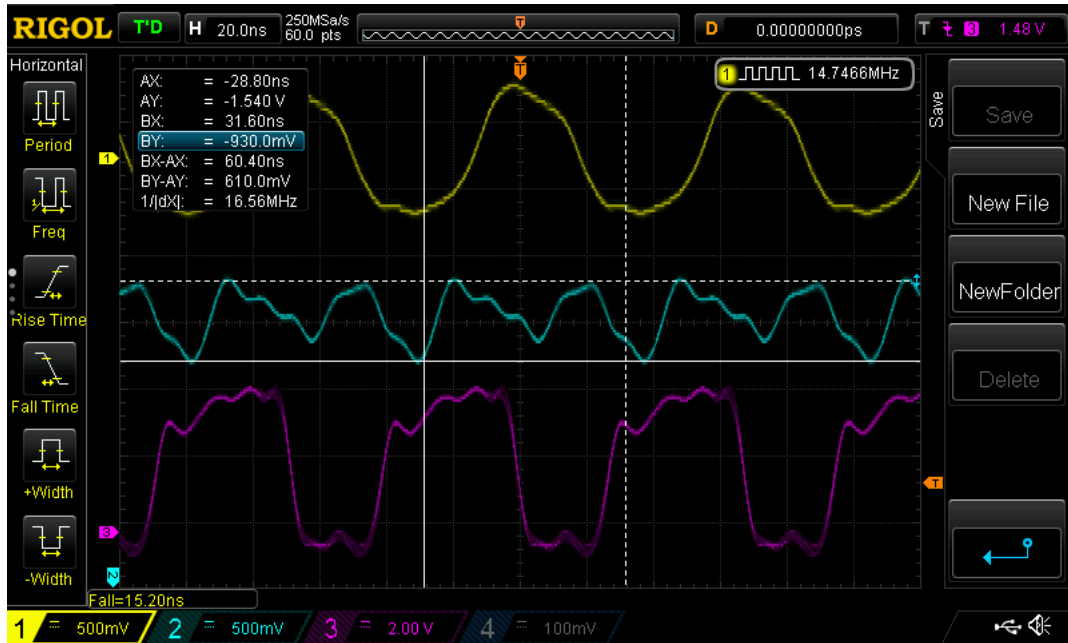 RIGOL T'D H 20.0ns 250MSa/s 60.0 pts T D 0.00000000ps T 3 1.48 V
Horizontal
Period
Freq
Rise Time
Fall Time
+Width
-Width
AX: = -28.80ns
AY: = -1.540 V
BX: = 31.60ns
BY: = -930.0mV
BX-AX: = 60.40ns
BY-AY: = 610.0mV
1/|dX|: = 16.56MHz
T
1 14.7466MHz
1
3
2
T
Save
Save
New File
NewFolder
Delete
Fall=15.20ns
1 = 500mV 2 = 500mV 3 = 2.00 V 4 = 100mV